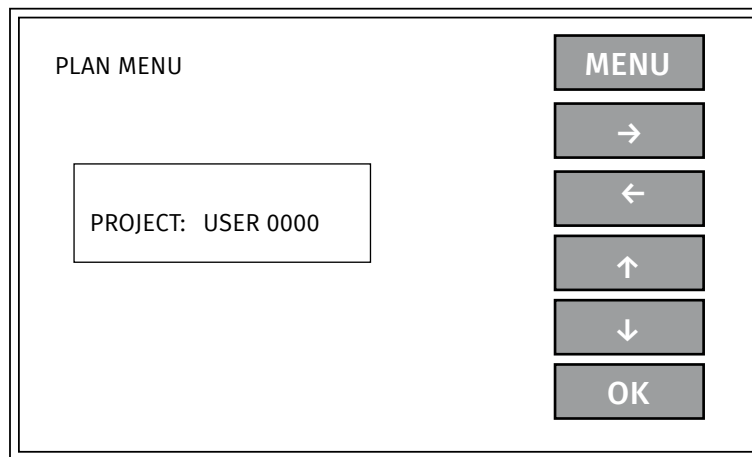 PLAN MENU
PROJECT: USER 0000
MENU
→
←
↑
↓
OK